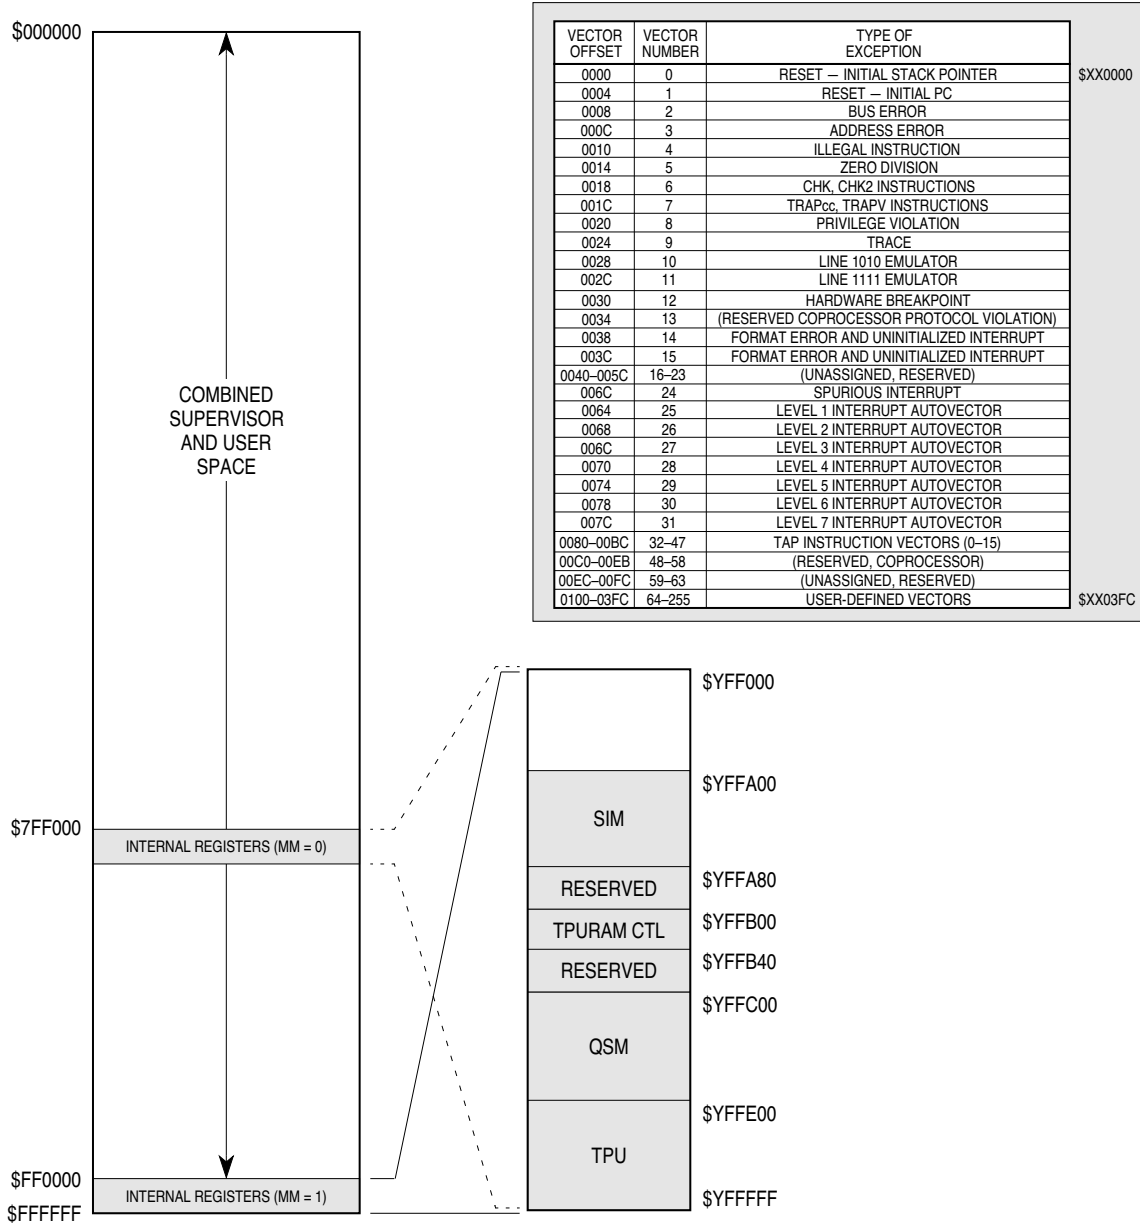 $000000
COMBINED
SUPERVISOR
AND USER
SPACE
$7FF000
INTERNAL REGISTERS (MM = 0)
$FF0000
INTERNAL REGISTERS (MM = 1)
$FFFFFF
VECTOR OFFSET VECTOR NUMBER TYPE OF EXCEPTION
0000 0 RESET — INITIAL STACK POINTER $XX0000
0004 1 RESET — INITIAL PC
0008 2 BUS ERROR
000C 3 ADDRESS ERROR
0010 4 ILLEGAL INSTRUCTION
0014 5 ZERO DIVISION
0018 6 CHK, CHK2 INSTRUCTIONS
001C 7 TRAPcc, TRAPV INSTRUCTIONS
0020 8 PRIVILEGE VIOLATION
0024 9 TRACE
0028 10 LINE 1010 EMULATOR
002C 11 LINE 1111 EMULATOR
0030 12 HARDWARE BREAKPOINT
0034 13 (RESERVED COPROCESSOR PROTOCOL VIOLATION)
0038 14 FORMAT ERROR AND UNINITIALIZED INTERRUPT
003C 15 FORMAT ERROR AND UNINITIALIZED INTERRUPT
0040–005C 16–23 (UNASSIGNED, RESERVED)
006C 24 SPURIOUS INTERRUPT
0064 25 LEVEL 1 INTERRUPT AUTOVECTOR
0068 26 LEVEL 2 INTERRUPT AUTOVECTOR
006C 27 LEVEL 3 INTERRUPT AUTOVECTOR
0070 28 LEVEL 4 INTERRUPT AUTOVECTOR
0074 29 LEVEL 5 INTERRUPT AUTOVECTOR
0078 30 LEVEL 6 INTERRUPT AUTOVECTOR
007C 31 LEVEL 7 INTERRUPT AUTOVECTOR
0080–00BC 32–47 TAP INSTRUCTION VECTORS (0–15)
00C0–00EB 48–58 (RESERVED, COPROCESSOR)
00EC–00FC 59–63 (UNASSIGNED, RESERVED)
0100–03FC 64–255 USER-DEFINED VECTORS $XX03FC
$YFF000
$YFFA00
SIM
$YFFA80
RESERVED
$YFFB00
TPURAM CTL
$YFFB40
RESERVED
$YFFC00
QSM
$YFFE00
TPU
$YFFFFF